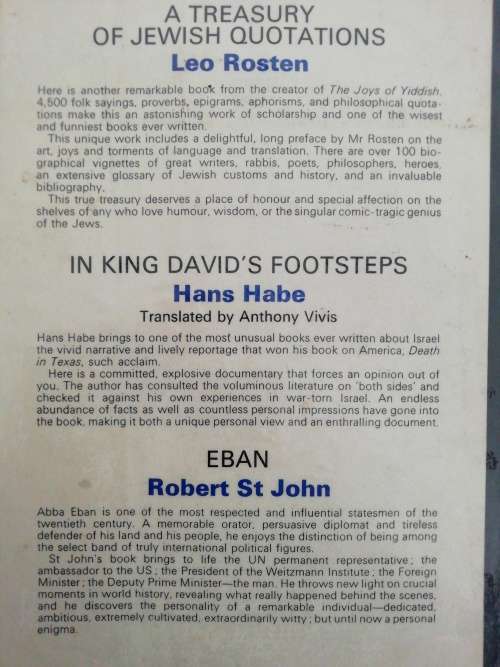 A TREASURY
OF JEWISH QUOTATIONS
Leo Rosten
Here is another remarkable book from the creator of The Joys of Yiddish.
4,500 folk sayings, proverbs, epigrams, aphorisms, and philosophical quota-
tions make this an astonishing work of scholarship and one of the wisest
and funniest books ever written.
This unique work includes a delightful, long preface by Mr Rosten on the
art, joys and torments of language and translation. There are over 100 bio-
graphical vignettes of great writers, rabbis, poets, philosophers, heroes,
an extensive glossary of Jewish customs and history, and an invaluable
bibliography.
This true treasury deserves a place of honour and special affection on the
shelves of any who love humour, wisdom, or the singular comic-tragic genius
of the Jews.
IN KING DAVID'S FOOTSTEPS
Hans Habe
Translated by Anthony Vivis
Hans Habe brings to one of the most unusual books ever written about Israel
the vivid narrative and lively reportage that won his book on America, Death
in Texas, such acclaim.
Here is a committed, explosive documentary that forces an opinion out of
you. The author has consulted the voluminous literature on 'both sides' and
checked it against his own experiences in war-torn Israel. An endless
abundance of facts as well as countless personal impressions have gone into
the book, making it both a unique personal view and an enthralling document.
EBAN
Robert St John
Abba Eban is one of the most respected and influential statesmen of the
twentieth century. A memorable orator, persuasive diplomat and tireless
defender of his land and his people, he enjoys the distinction of being among
the select band of truly international political figures.
St John's book brings to life the UN permanent representative; the
ambassador to the US; the President of the Weitzmann Institute; the Foreign
Minister; the Deputy Prime Minister—the man. He throws new light on crucial
moments in world history, revealing what really happened behind the scenes,
and he discovers the personality of a remarkable individual—dedicated,
ambitious, extremely cultivated, extraordinarily witty; but until now a personal
enigma.